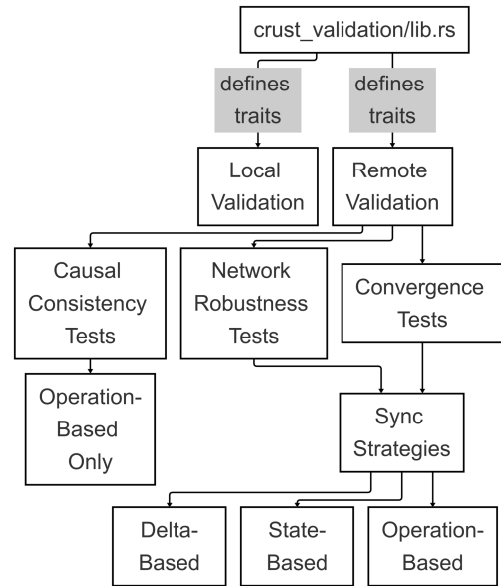 crust_validation/lib.rs
defines
traits
defines
traits
Local
Validation
Remote
Validation
Causal
Consistency
Tests
Network
Robustness
Tests
Convergence
Tests
Operation-
Based
Only
Sync
Strategies
Delta-
Based
State-
Based
Operation-
Based